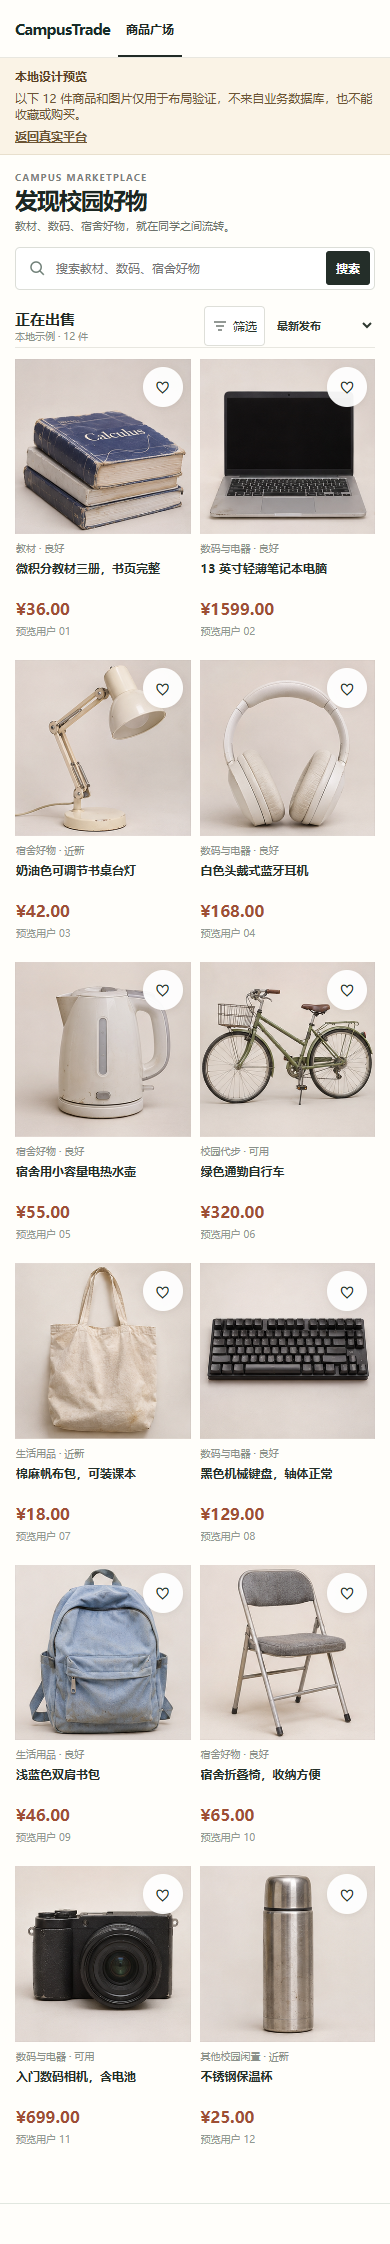 CampusTrade 商品广场
本地设计预览
以下 12 件商品和图片仅用于布局验证，不来自业务数据库，也不能
收藏或购买。
返回真实平台
CAMPUS MARKETPLACE
发现校园好物
教材、数码、宿舍好物，就在同学之间流转。
搜索教材、数码、宿舍好物 搜索
正在出售
本地示例 · 12 件
筛选 最新发布
Calculus
教材 · 良好
微积分教材三册，书页完整
¥36.00
预览用户 01
数码与电器 · 良好
13 英寸轻薄笔记本电脑
¥1599.00
预览用户 02
宿舍好物 · 近新
奶油色可调节书桌台灯
¥42.00
预览用户 03
数码与电器 · 良好
白色头戴式蓝牙耳机
¥168.00
预览用户 04
宿舍好物 · 良好
宿舍用小容量电热水壶
¥55.00
预览用户 05
校园代步 · 可用
绿色通勤自行车
¥320.00
预览用户 06
生活用品 · 近新
棉麻帆布包，可装课本
¥18.00
预览用户 07
数码与电器 · 良好
黑色机械键盘，轴体正常
¥129.00
预览用户 08
生活用品 · 良好
浅蓝色双肩书包
¥46.00
预览用户 09
宿舍好物 · 良好
宿舍折叠椅，收纳方便
¥65.00
预览用户 10
数码与电器 · 可用
入门数码相机，含电池
¥699.00
预览用户 11
其他校园闲置 · 近新
不锈钢保温杯
¥25.00
预览用户 12